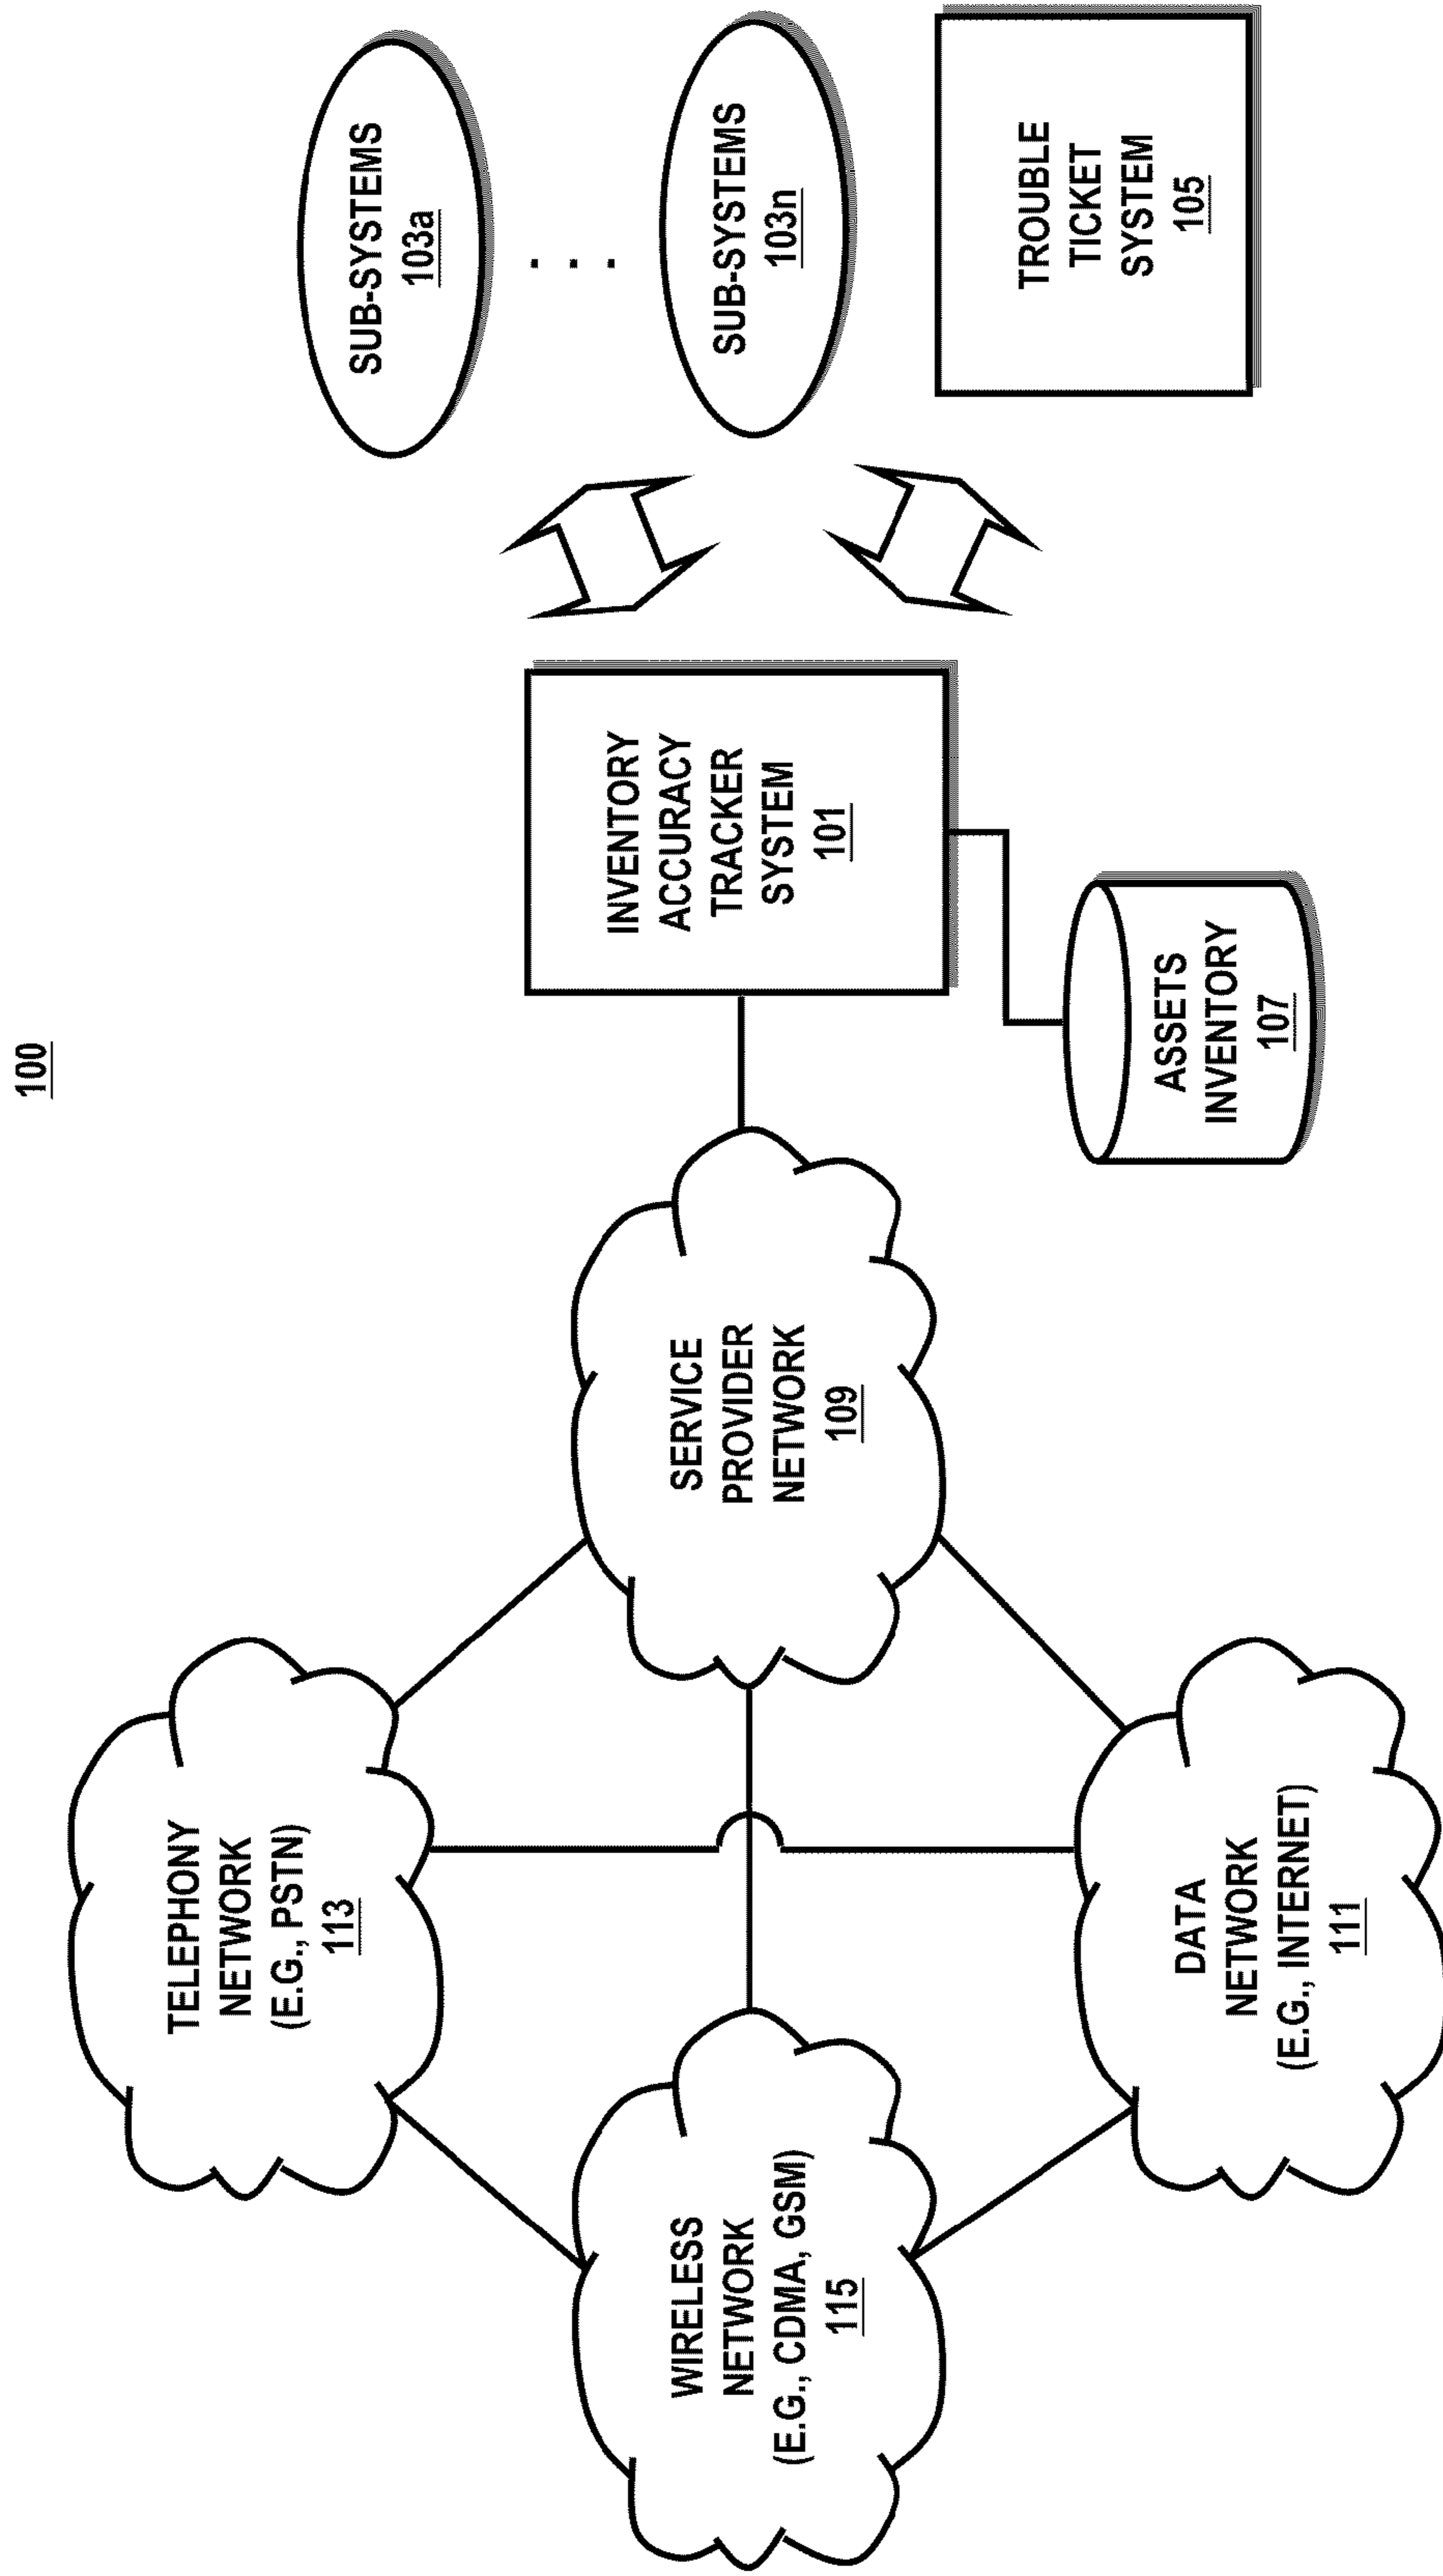 100
SUB-SYSTEMS
103a
. . .
SUB-SYSTEMS
103n
TROUBLE
TICKET
SYSTEM
105
INVENTORY
ACCURACY
TRACKER
SYSTEM
101
ASSETS
INVENTORY
107
SERVICE
PROVIDER
NETWORK
109
TELEPHONY
NETWORK
(E.G., PSTN)
113
WIRELESS
NETWORK
(E.G., CDMA, GSM)
115
DATA
NETWORK
(E.G., INTERNET)
111